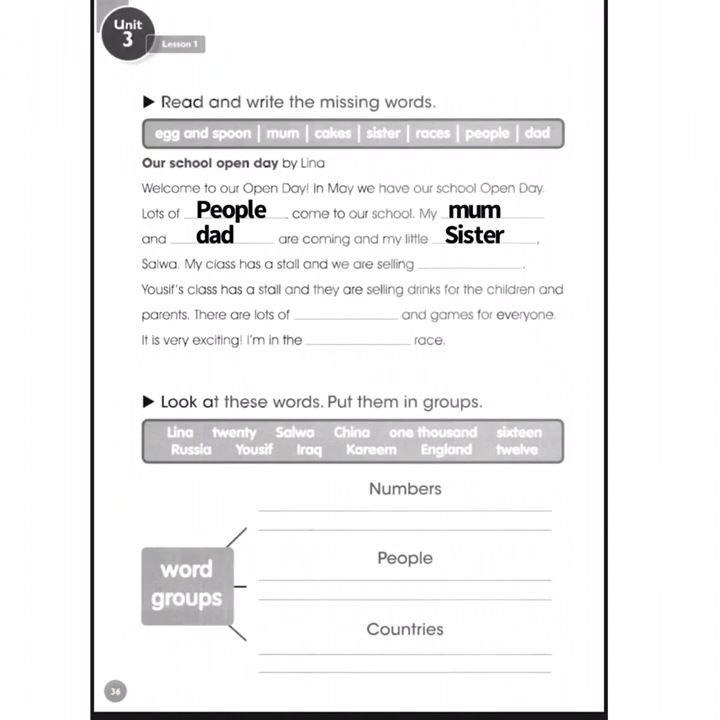 Unit
3
Lesson 1
▶ Read and write the missing words.
egg and spoon | mum | cakes | sister | races | people | dad
Our school open day by Lina
Welcome to our Open Day! In May we have our school Open Day.
Lots of People come to our school. My mum
and dad are coming and my little Sister,
Salwa. My class has a stall and we are selling ____________.
Yousif's class has a stall and they are selling drinks for the children and
parents. There are lots of ____________ and games for everyone.
It is very exciting! I'm in the ____________ race.
▶ Look at these words. Put them in groups.
Lina twenty Salwa China one thousand sixteen
Russia Yousif Iraq Kareem England twelve
Numbers
People
word
groups
Countries
36